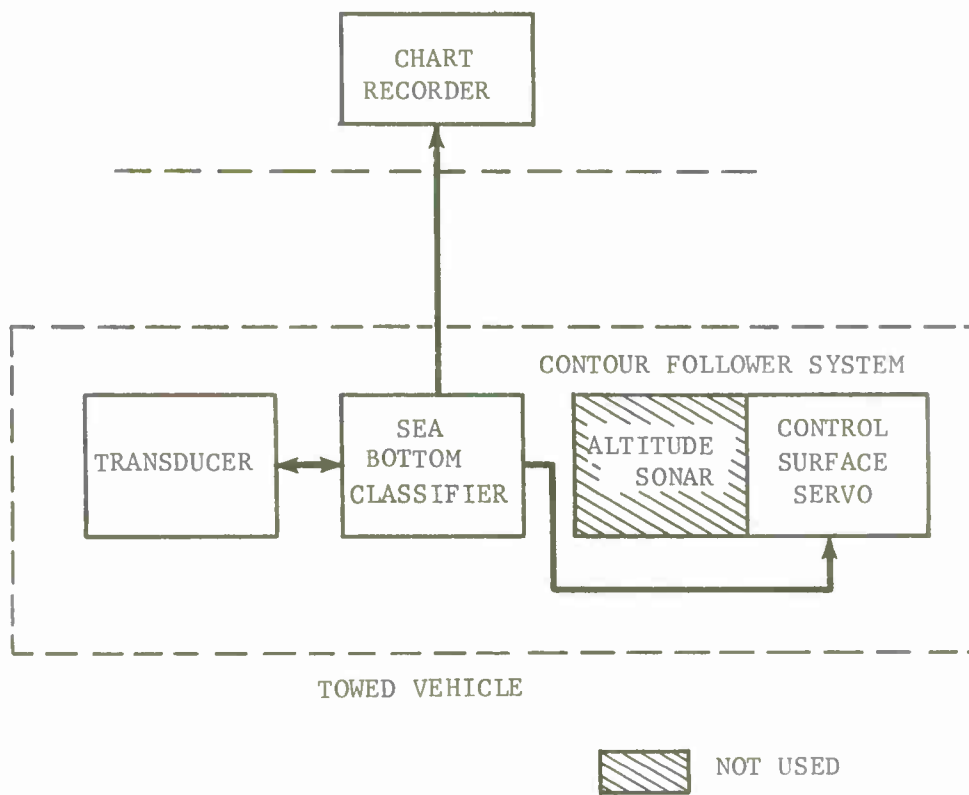 CHART
RECORDER
CONTOUR FOLLOWER SYSTEM
TRANSDUCER
SEA
BOTTOM
CLASSIFIER
ALTITUDE
SONAR
CONTROL
SURFACE
SERVO
TOWED VEHICLE
NOT USED